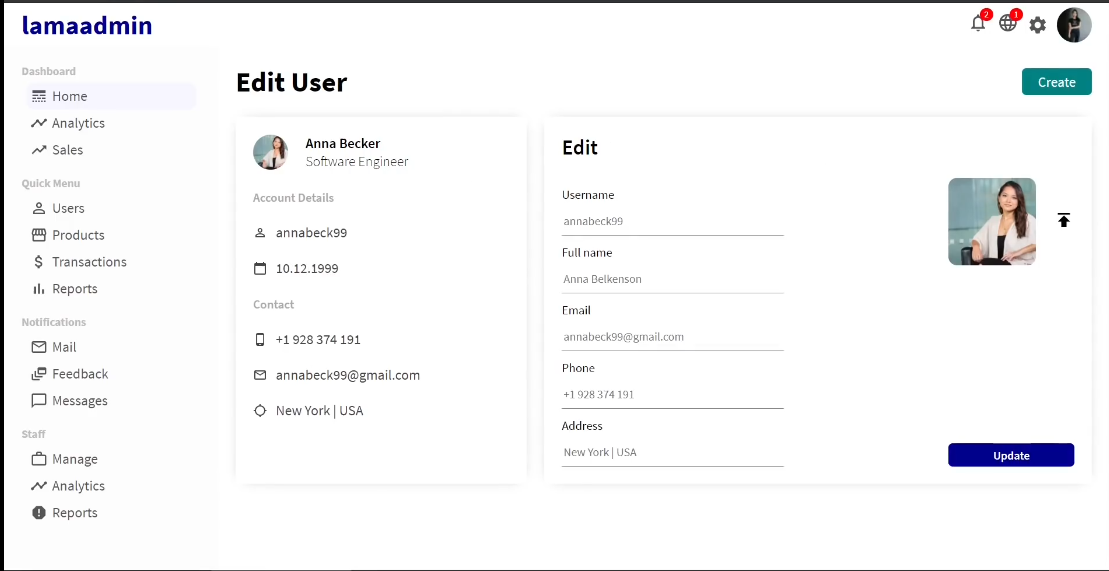 lamaadmin
2
1
Dashboard
Home
Analytics
Sales
Quick Menu
Users
Products
Transactions
Reports
Notifications
Mail
Feedback
Messages
Staff
Manage
Analytics
Reports
Edit User
Create
Anna Becker
Software Engineer
Account Details
annabeck99
10.12.1999
Contact
+1 928 374 191
annabeck99@gmail.com
New York | USA
Edit
Username
annabeck99
Full name
Anna Belkenson
Email
annabeck99@gmail.com
Phone
+1 928 374 191
Address
New York | USA
Update